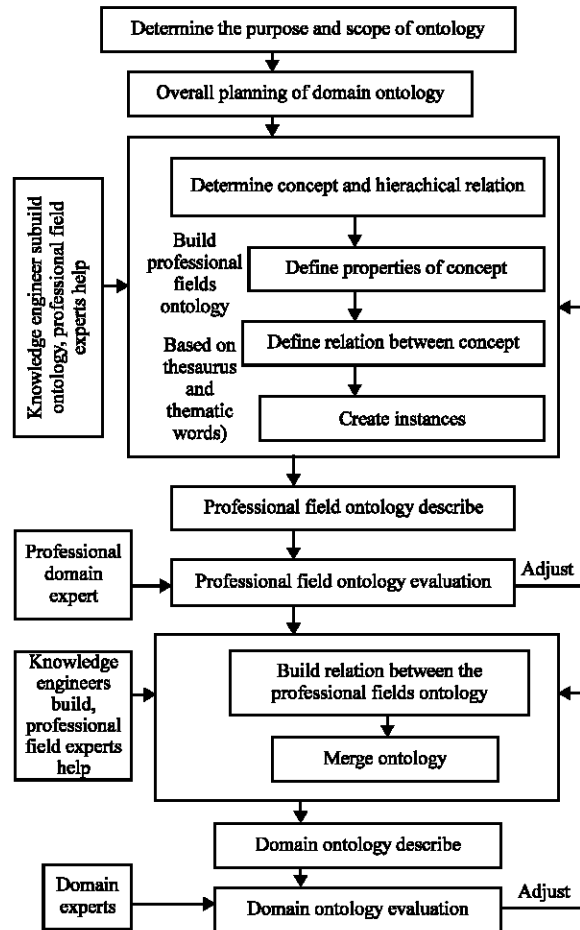 Determine the purpose and scope of ontology
Overall planning of domain ontology
Knowledge engineer subuild
ontology, professional field
experts help
Determine concept and hierachical relation
Build
professional
fields
ontology
Define properties of concept
Based on
thesaurus
and
thematic
words)
Define relation between concept
Create instances
Professional field ontology describe
Professional
domain
expert
Professional field ontology evaluation
Adjust
Knowledge
engineers
build,
professional
field experts
help
Build relation between the
professional fields ontology
Merge ontology
Domain ontology describe
Domain
experts
Domain ontology evaluation
Adjust